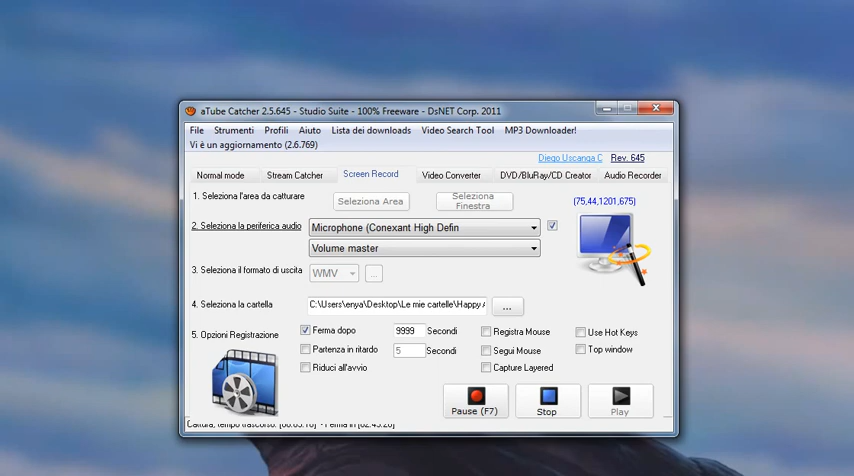 aTube Catcher 2.5.645 - Studio Suite - 100% Freeware - DsNET Corp. 2011
File Strumenti Profili Aiuto Lista dei downloads Video Search Tool MP3 Downloader!
Vi è un aggiornamento (2.6.769)
Diego Uscanga C Rev. 645
Normal mode Stream Catcher Screen Record Video Converter DVD/BluRay/CD Creator Audio Recorder
1. Seleziona l'area da catturare Seleziona Area Seleziona Finestra (75,44,1201,675)
2. Seleziona la periferica audio Microphone (Conexant High Defin
Volume master
3. Seleziona il formato di uscita WMV ...
4. Seleziona la cartella C:\Users\enya\Desktop\Le mie cartelle\Happy ...
5. Opzioni Registrazione Ferma dopo 9999 Secondi Registra Mouse Use Hot Keys
Partenza in ritardo 5 Secondi Segui Mouse Top window
Riduci all'avvio Capture Layered
Pause (F7) Stop Play
Cattura, tempo trascorso: